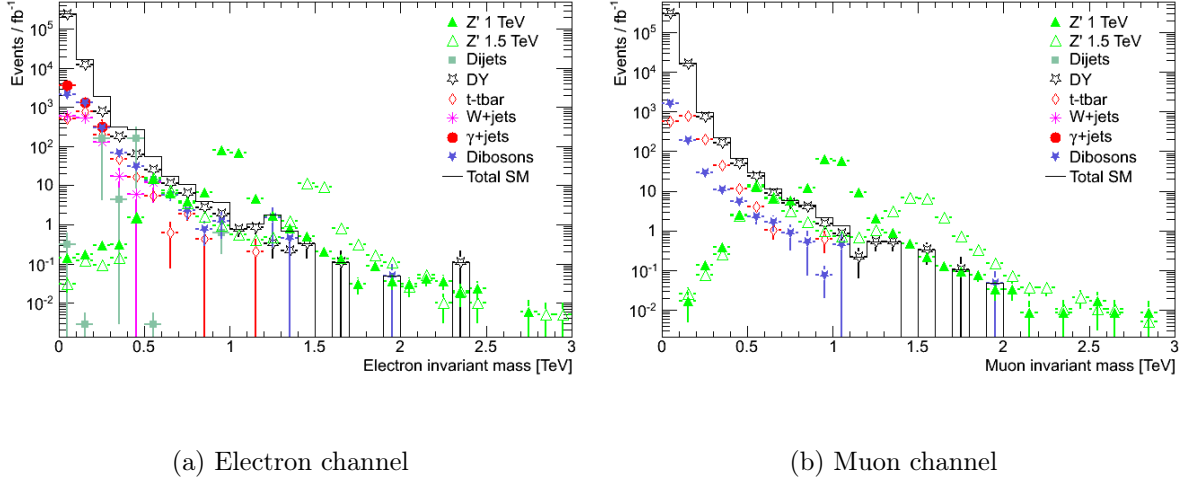 Events / fb⁻¹
10⁵
10⁴
10³
10²
10
1
10⁻¹
10⁻²
0 0.5 1 1.5 2 2.5 3
Electron invariant mass [TeV]
Z' 1 TeV
Z' 1.5 TeV
Dijets
DY
t-tbar
W+jets
γ+jets
Dibosons
Total SM
(a) Electron channel
Events / fb⁻¹
10⁵
10⁴
10³
10²
10
1
10⁻¹
10⁻²
0 0.5 1 1.5 2 2.5 3
Muon invariant mass [TeV]
Z' 1 TeV
Z' 1.5 TeV
Dijets
DY
t-tbar
W+jets
γ+jets
Dibosons
Total SM
(b) Muon channel